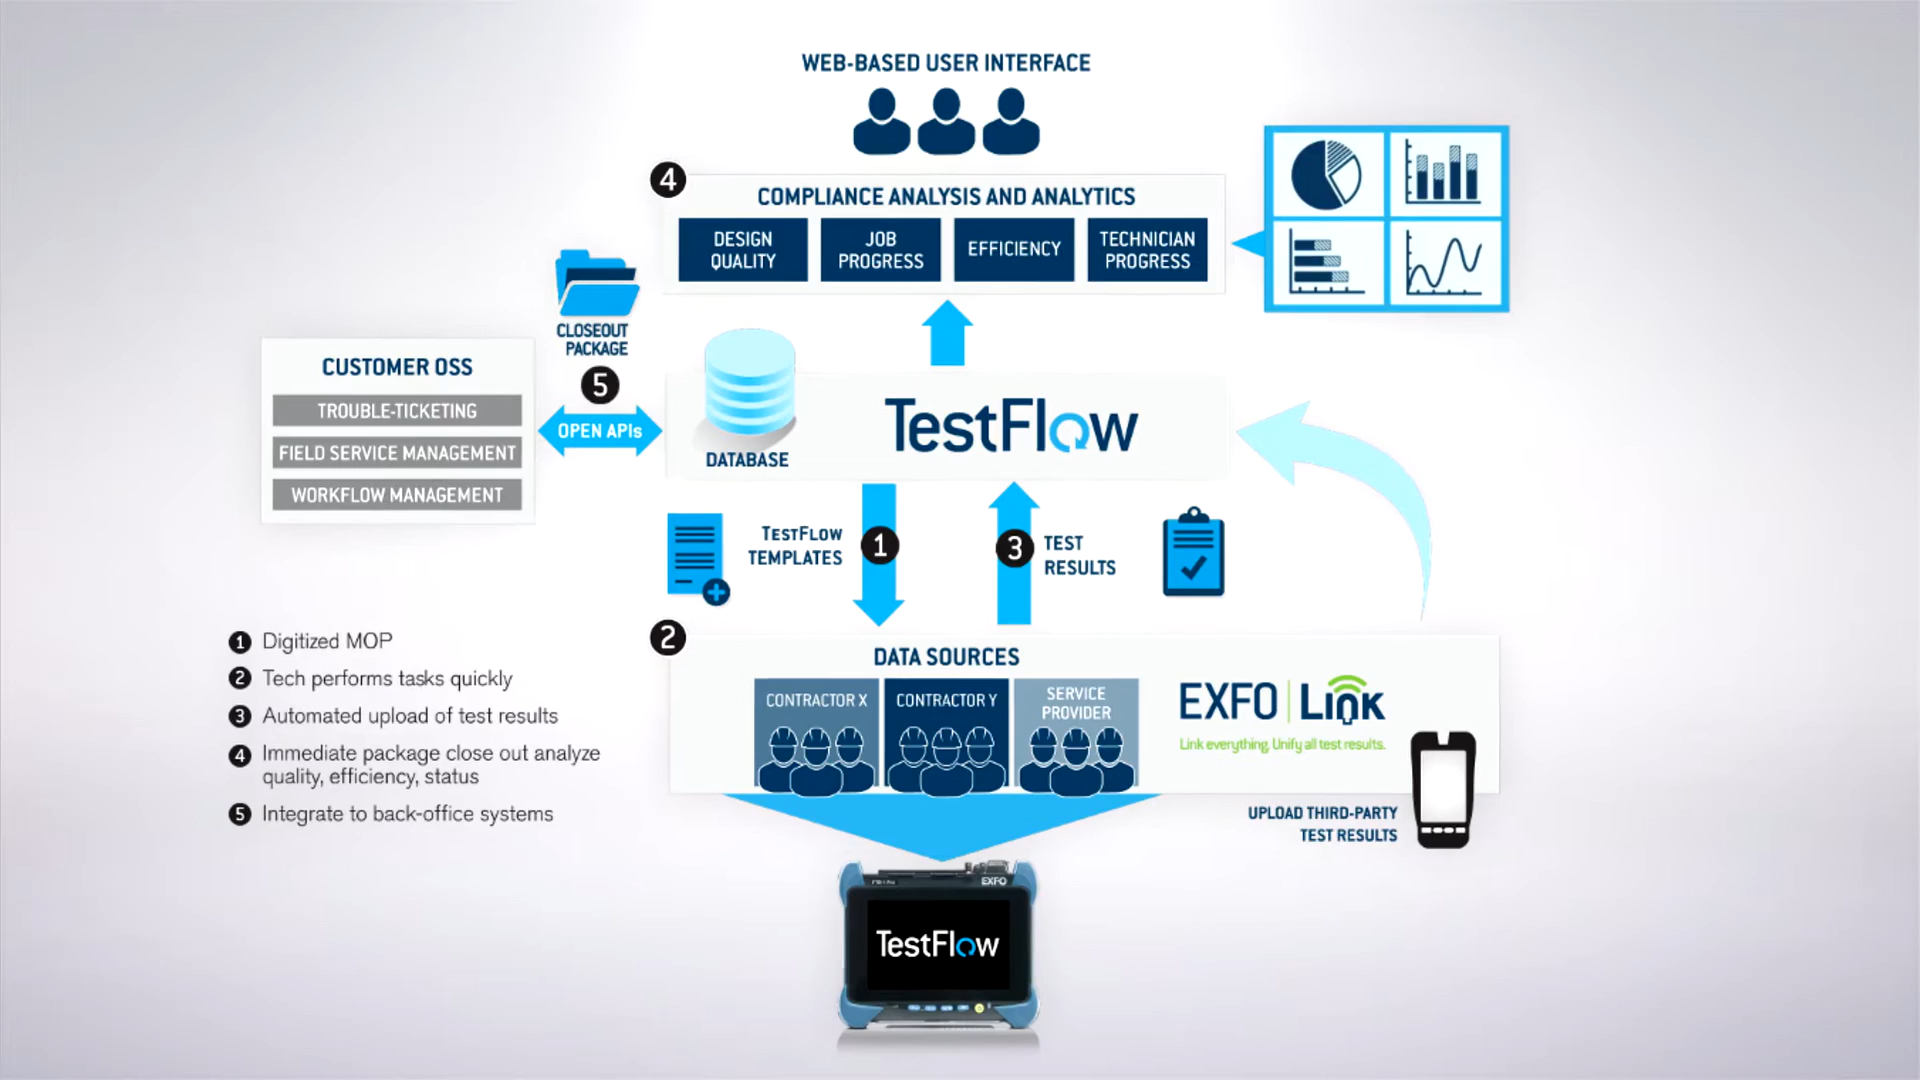 WEB-BASED USER INTERFACE
4
COMPLIANCE ANALYSIS AND ANALYTICS
DESIGN
QUALITY
JOB
PROGRESS
EFFICIENCY
TECHNICIAN
PROGRESS
CLOSEOUT
PACKAGE
5
OPEN APIs
CUSTOMER OSS
TROUBLE-TICKETING
FIELD SERVICE MANAGEMENT
WORKFLOW MANAGEMENT
DATABASE
TestFlow
TESTFLOW
TEMPLATES
1
3
TEST
RESULTS
1 Digitized MOP
2 Tech performs tasks quickly
3 Automated upload of test results
4 Immediate package close out analyze
quality, efficiency, status
5 Integrate to back-office systems
2
DATA SOURCES
CONTRACTOR X
CONTRACTOR Y
SERVICE
PROVIDER
EXFO | Link
Link everything. Unify all test results.
UPLOAD THIRD-PARTY
TEST RESULTS
EXFO
TestFlow